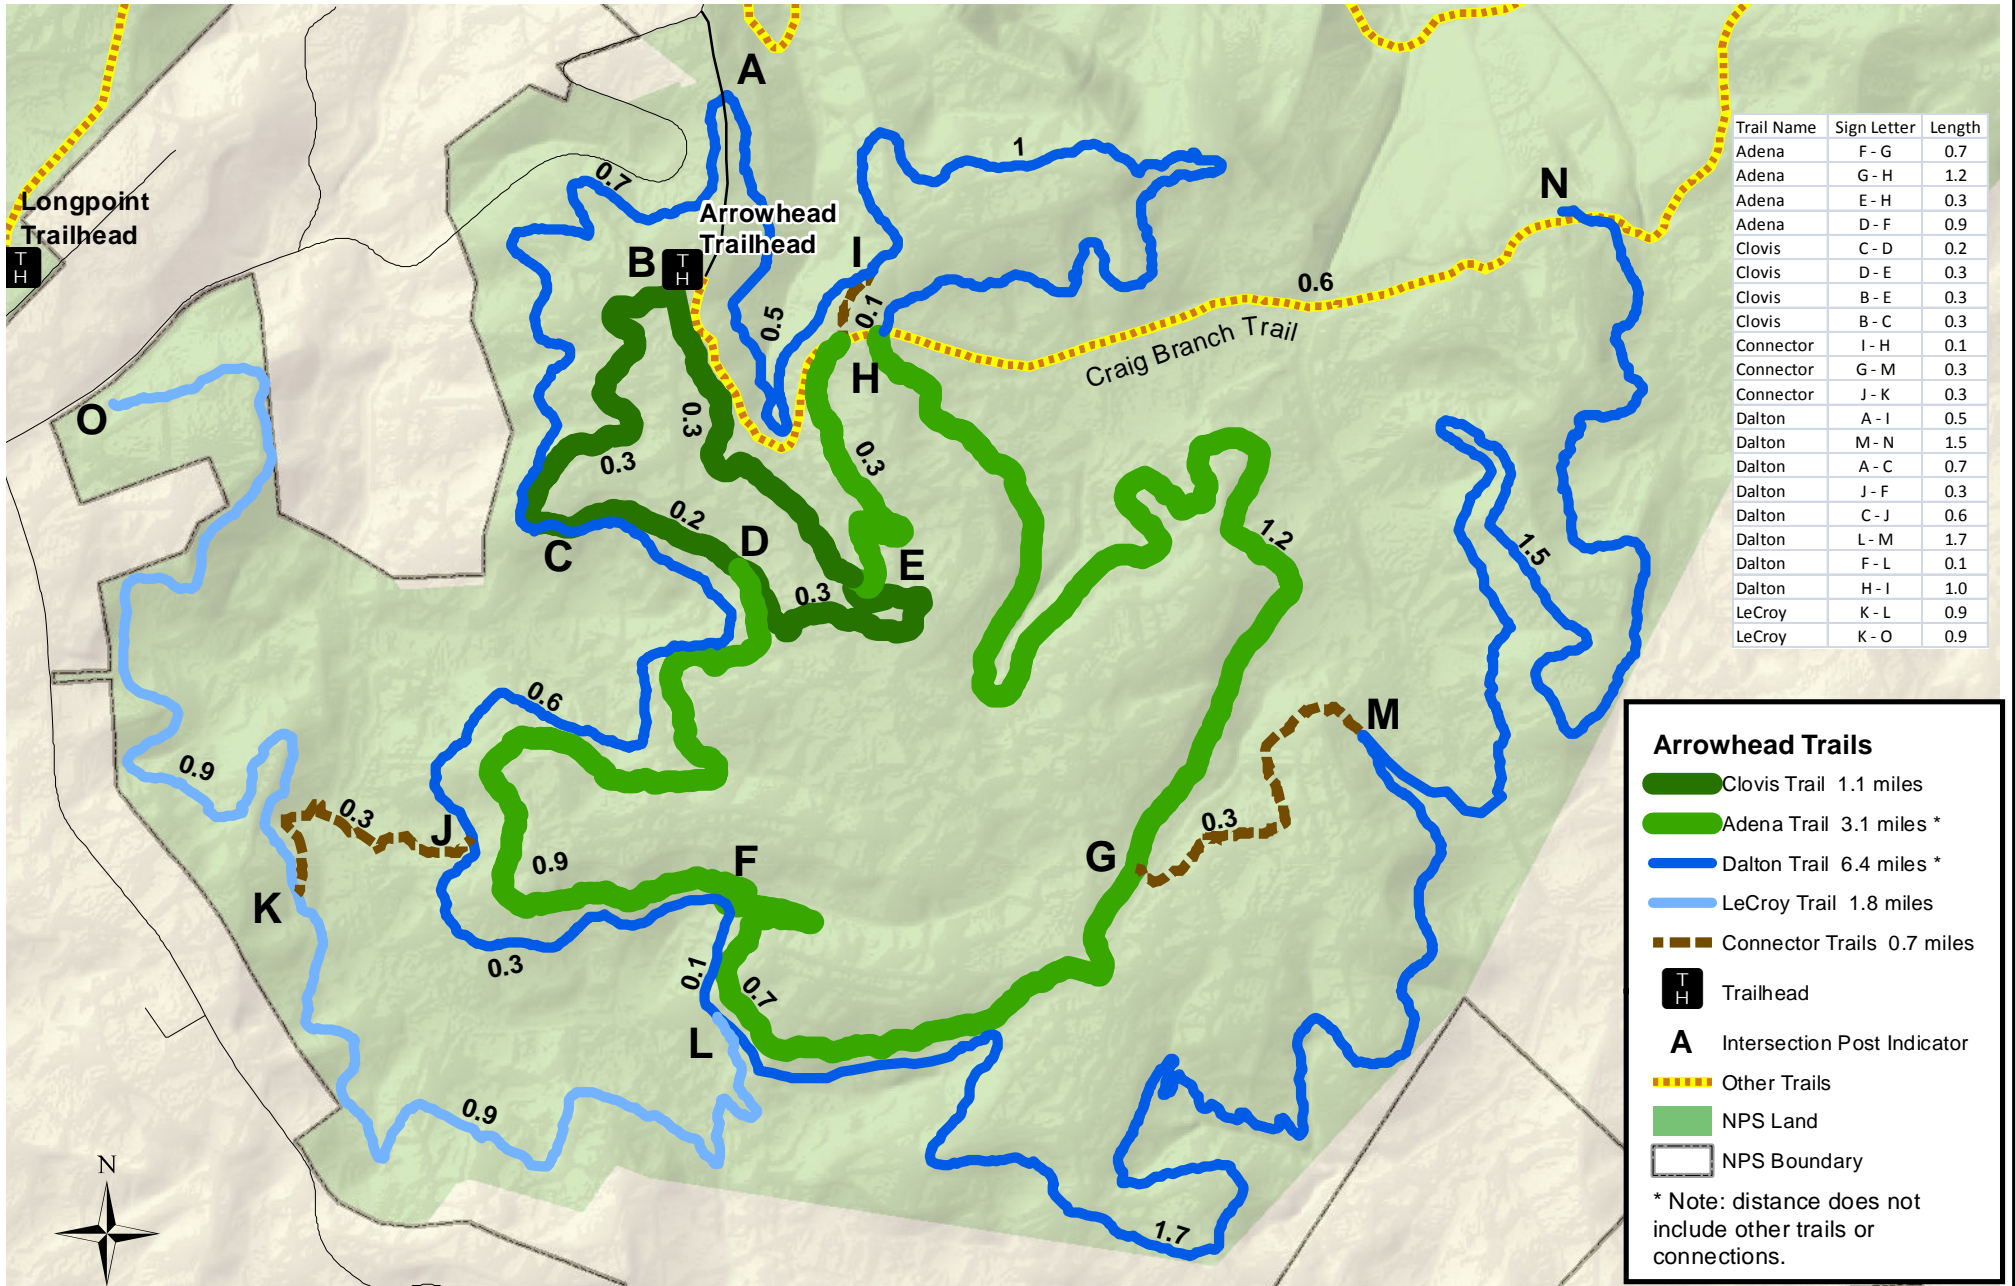 A
1
0.7
N
Longpoint
Trailhead
T
H
Arrowhead
Trailhead
B
T
H
I
0.1
0.6
Craig Branch Trail
0.5
H
O
0.3
0.3
0.3
0.2
C
D
E
0.3
1.2
1.5
0.6
M
0.9
0.3
J
0.9
F
G
0.3
K
0.3
0.1
0.7
L
0.9
1.7
N
Trail Name Sign Letter Length
Adena F - G 0.7
Adena G - H 1.2
Adena E - H 0.3
Adena D - F 0.9
Clovis C - D 0.2
Clovis D - E 0.3
Clovis B - E 0.3
Clovis B - C 0.3
Connector I - H 0.1
Connector G - M 0.3
Connector J - K 0.3
Dalton A - I 0.5
Dalton M - N 1.5
Dalton A - C 0.7
Dalton J - F 0.3
Dalton C - J 0.6
Dalton L - M 1.7
Dalton F - L 0.1
Dalton H - I 1.0
LeCroy K - L 0.9
LeCroy K - O 0.9
Arrowhead Trails
Clovis Trail 1.1 miles
Adena Trail 3.1 miles *
Dalton Trail 6.4 miles *
LeCroy Trail 1.8 miles
Connector Trails 0.7 miles
T
H
Trailhead
A Intersection Post Indicator
Other Trails
NPS Land
NPS Boundary
* Note: distance does not
include other trails or
connections.